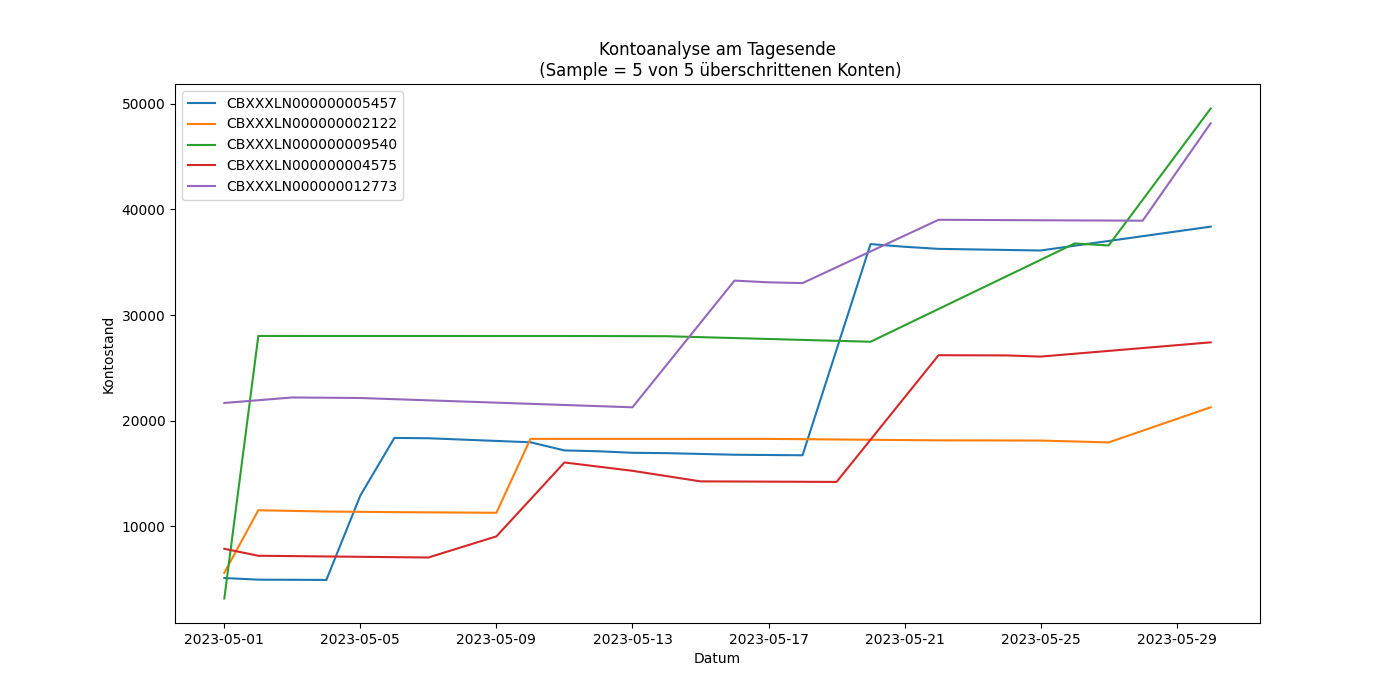 Kontoanalyse am Tagesende
(Sample = 5 von 5 überschrittenen Konten)
CBXXXLN000000005457
CBXXXLN000000002122
CBXXXLN000000009540
CBXXXLN000000004575
CBXXXLN000000012773
50000
40000
30000
20000
10000
Kontostand
2023-05-01 2023-05-05 2023-05-09 2023-05-13 2023-05-17 2023-05-21 2023-05-25 2023-05-29
Datum